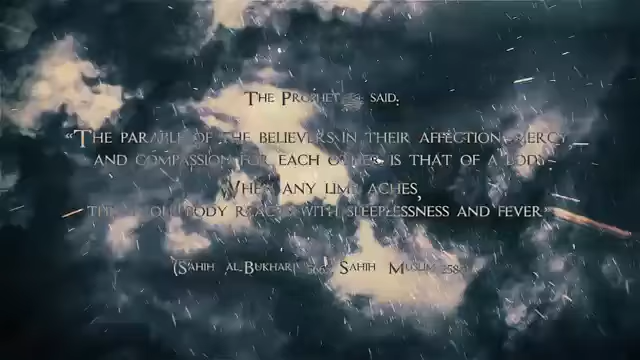 The Prophet ﷺ said:
“The parable of the believers in their affection, mercy
and compassion for each other is that of a body.
When any limb aches,
the whole body reacts with sleeplessness and fever”
(Sahih al-Bukhari Sahih Muslim